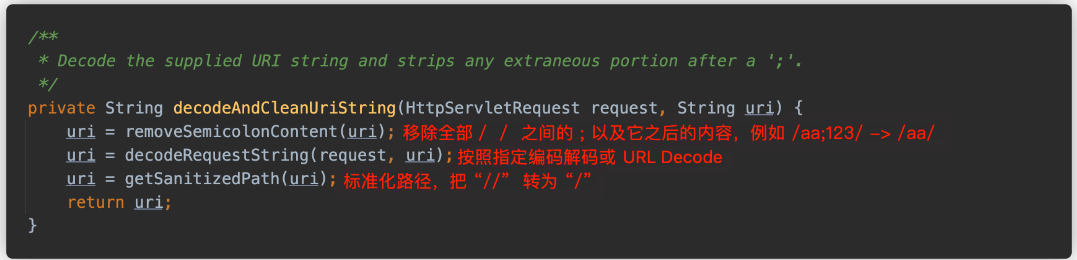 /**
 * Decode the supplied URI string and strips any extraneous portion after a ';'.
 */
private String decodeAndCleanUriString(HttpServletRequest request, String uri) {
    uri = removeSemicolonContent(uri); 移除全部 / / 之间的 ; 以及它之后的内容，例如 /aa;123/ –> /aa/
    uri = decodeRequestString(request, uri); 按照指定编码解码或 URL Decode
    uri = getSanitizedPath(uri); 标准化路径，把 “//” 转为 “/”
    return uri;
}